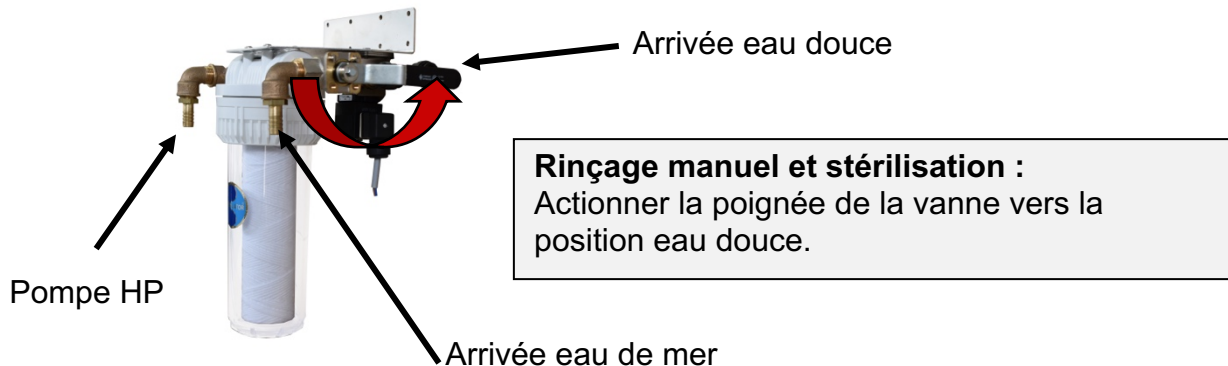 Arrivée eau douce
Rinçage manuel et stérilisation :
Actionner la poignée de la vanne vers la
position eau douce.
Pompe HP
Arrivée eau de mer